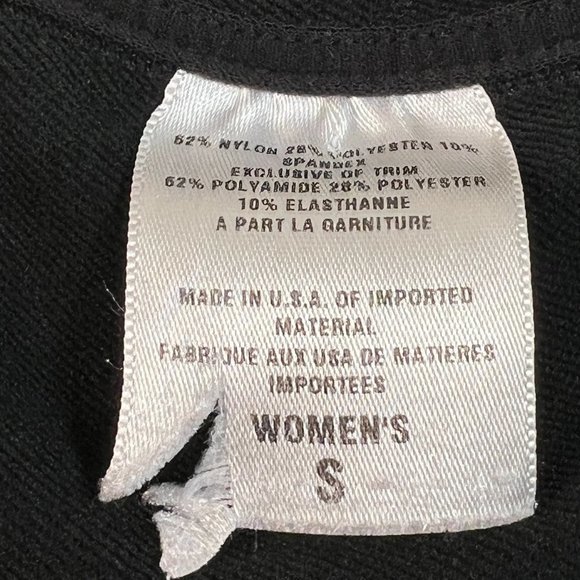 62% NYLON 28% POLYESTER 10%
SPANDEX
EXCLUSIVE OF TRIM
62% POLYAMIDE 28% POLYESTER
10% ELASTHANNE
A PART LA GARNITURE
MADE IN U.S.A. OF IMPORTED
MATERIAL
FABRIQUE AUX USA DE MATIERES
IMPORTEES
WOMEN'S
S